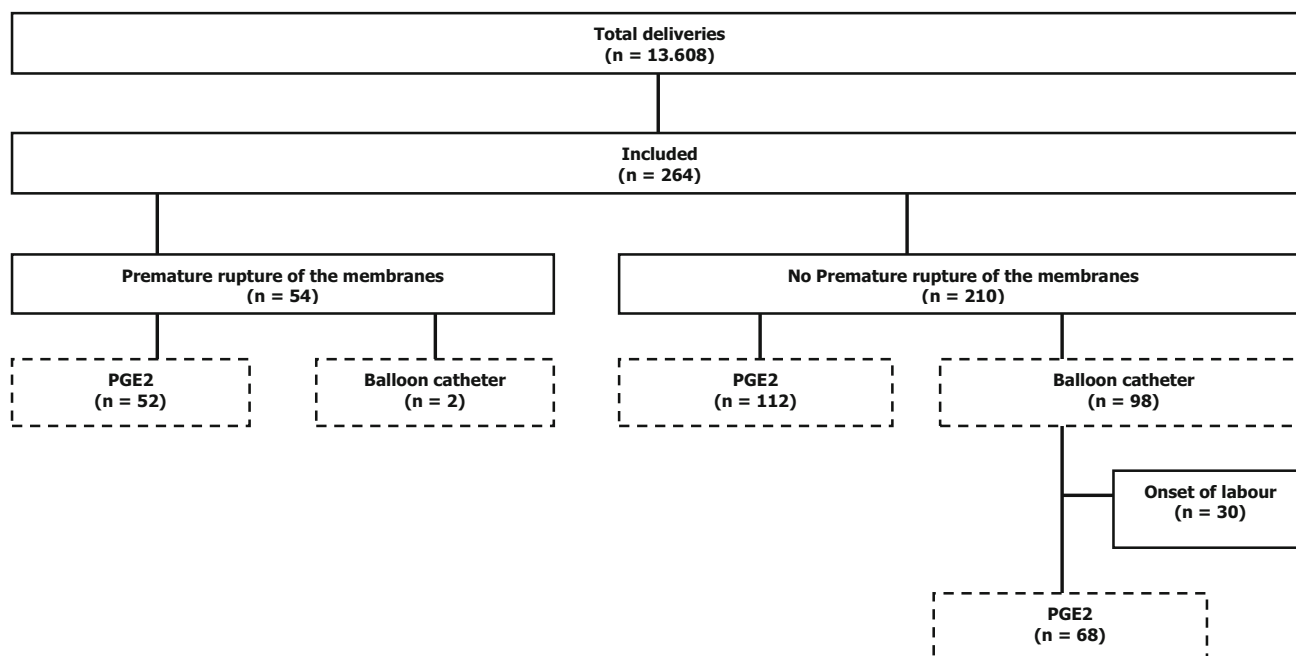 Total deliveries
(n = 13.608)
Included
(n = 264)
Premature rupture of the membranes
(n = 54)
No Premature rupture of the membranes
(n = 210)
PGE2
(n = 52)
Balloon catheter
(n = 2)
PGE2
(n = 112)
Balloon catheter
(n = 98)
Onset of labour
(n = 30)
PGE2
(n = 68)